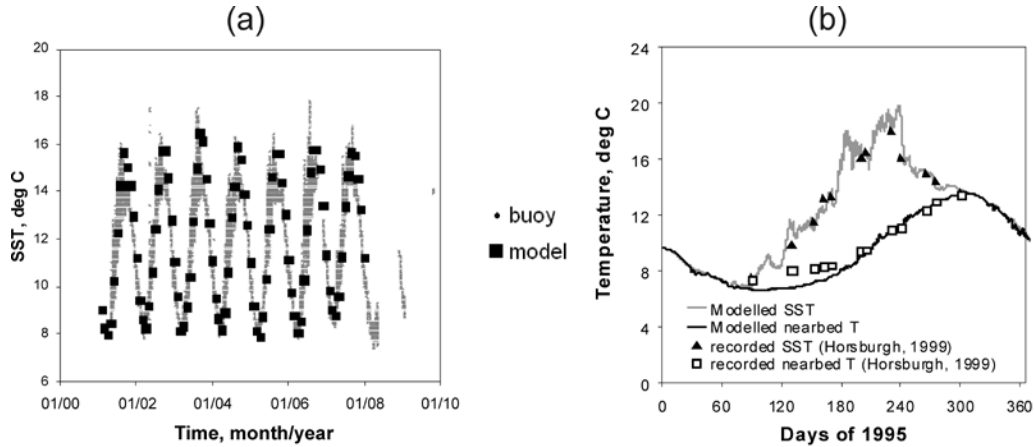 (a)
20
18
16
14
12
10
8
6
SST, deg C
01/00 01/02 01/04 01/06 01/08 01/10
Time, month/year
buoy
model
(b)
24
20
16
12
8
4
0
Temperature, deg C
Modelled SST
Modelled nearbed T
recorded SST (Horsburgh, 1999)
recorded nearbed T (Horsburgh, 1999)
0 60 120 180 240 300 360
Days of 1995